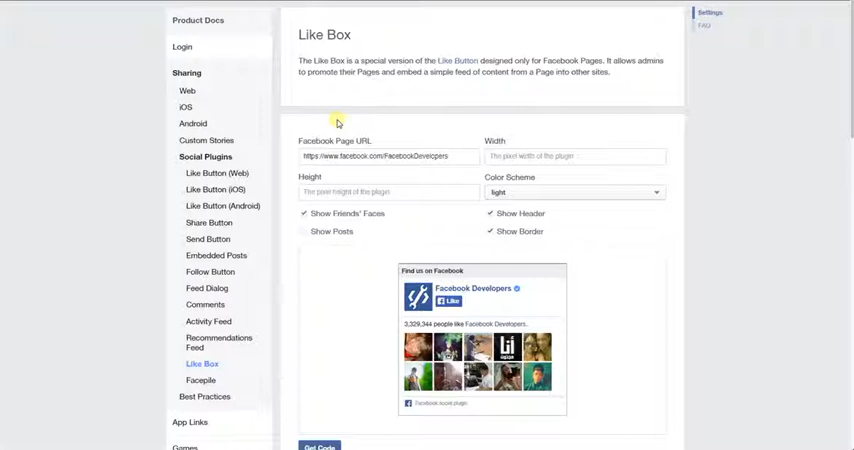 Product Docs
Login
Sharing
Web
iOS
Android
Custom Stories
Social Plugins
Like Button (Web)
Like Button (iOS)
Like Button (Android)
Share Button
Send Button
Embedded Posts
Follow Button
Feed Dialog
Comments
Activity Feed
Recommendations
Feed
Like Box
Facepile
Best Practices
App Links
Games
Like Box
The Like Box is a special version of the Like Button designed only for Facebook Pages. It allows admins
to promote their Pages and embed a simple feed of content from a Page into other sites.
Facebook Page URL
Width
https://www.facebook.com/FacebookDevelopers
The pixel width of the plugin
Height
Color Scheme
The pixel height of the plugin
light
Show Friends' Faces
Show Header
Show Posts
Show Border
Find us on Facebook
Facebook Developers
Like
3,329,344 people like Facebook Developers.
Facebook social plugin
Get Code
Settings
FAQ